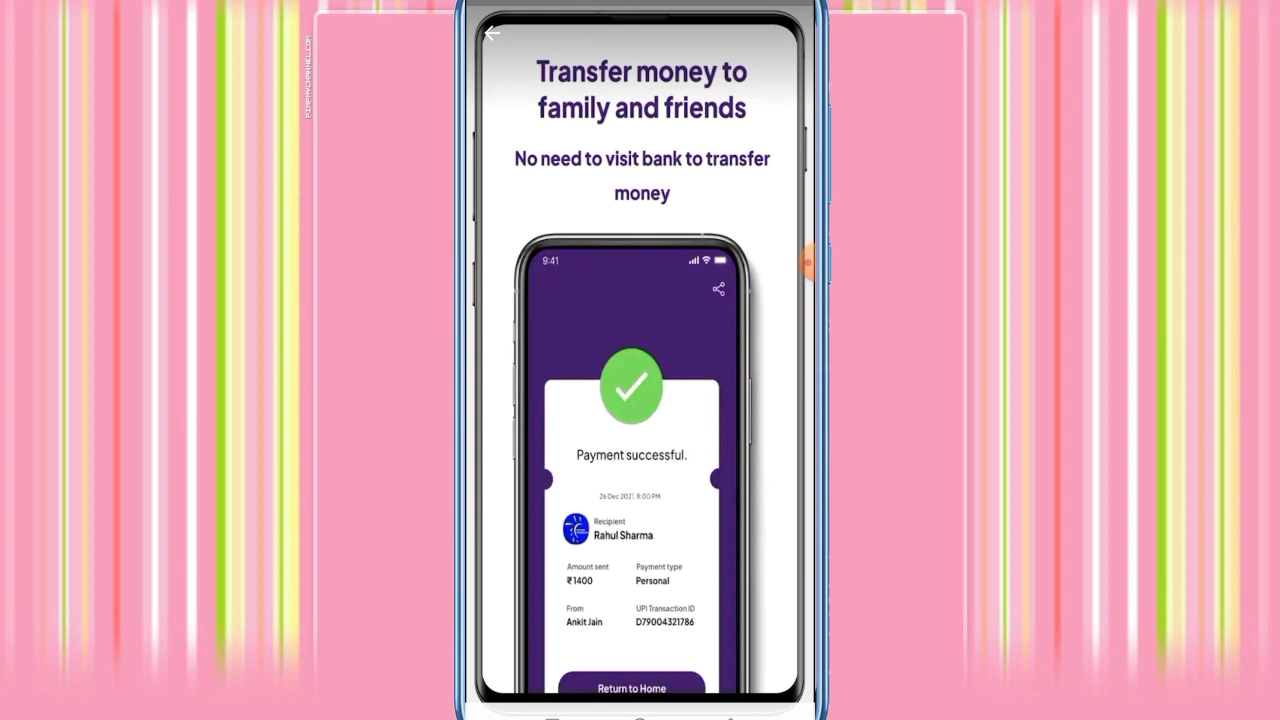 Transfer money to
family and friends
No need to visit bank to transfer
money
9:41
Payment successful.
26 Dec 2021, 8:00 PM
Recipient
Rahul Sharma
Amount sent
Payment type
₹1400
Personal
From
UPI Transaction ID
Ankit Jain
D79004321786
Return to Home